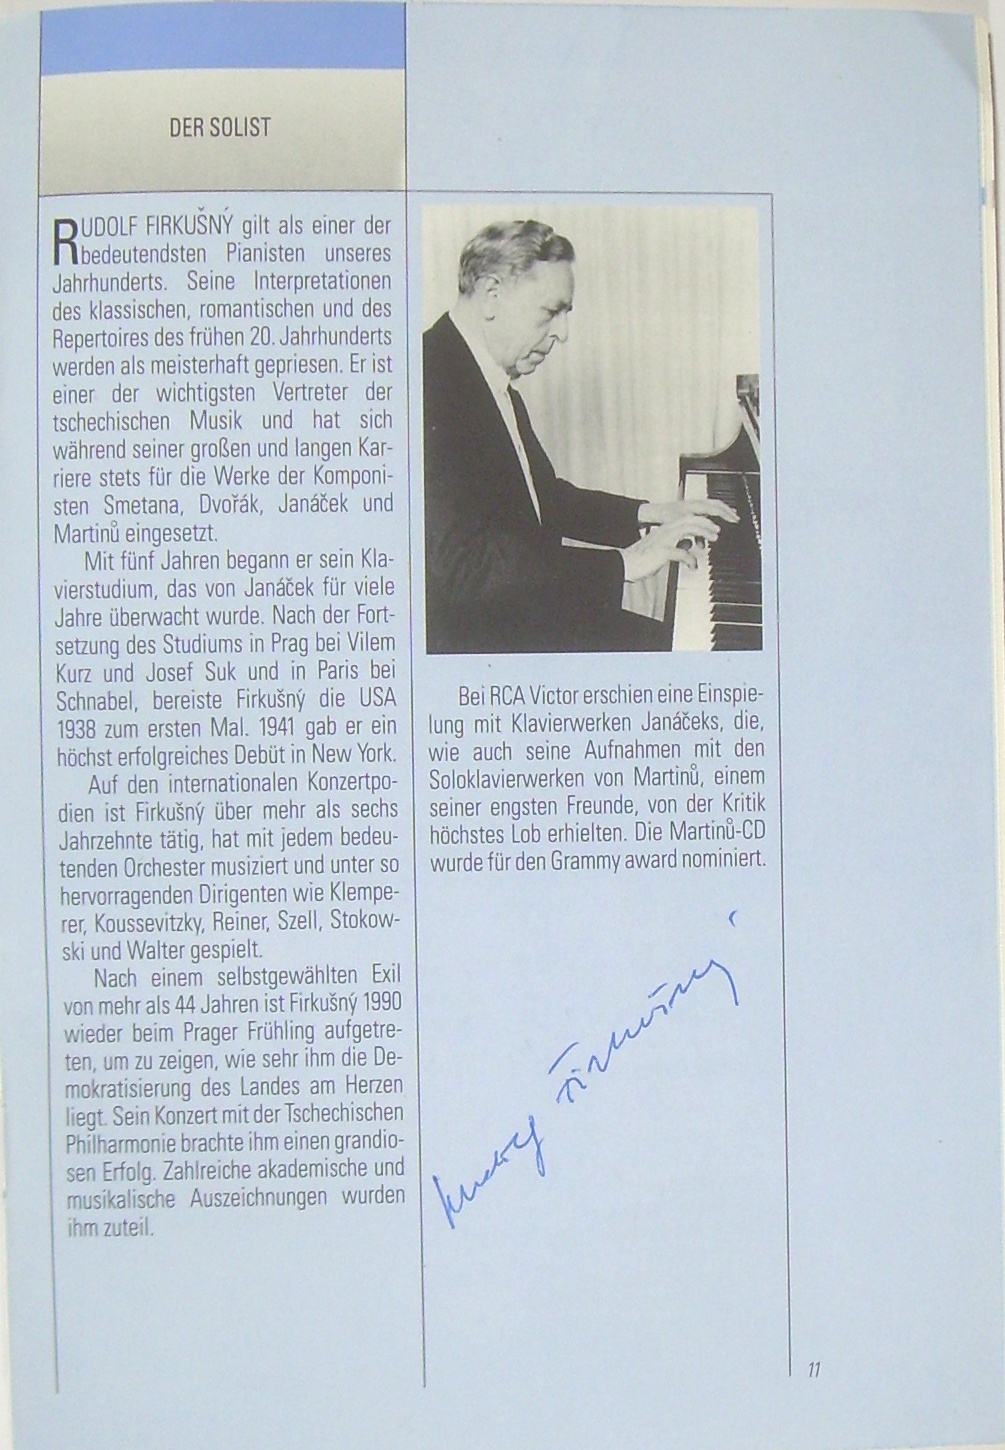 DER SOLIST
RUDOLF FIRKUŠNÝ gilt als einer der
bedeutendsten Pianisten unseres
Jahrhunderts. Seine Interpretationen
des klassischen, romantischen und des
Repertoires des frühen 20. Jahrhunderts
werden als meisterhaft gepriesen. Er ist
einer der wichtigsten Vertreter der
tschechischen Musik und hat sich
während seiner großen und langen Kar-
riere stets für die Werke der Komponi-
sten Smetana, Dvořák, Janáček und
Martinů eingesetzt.
Mit fünf Jahren begann er sein Kla-
vierstudium, das von Janáček für viele
Jahre überwacht wurde. Nach der Fort-
setzung des Studiums in Prag bei Vilem
Kurz und Josef Suk und in Paris bei
Schnabel, bereiste Firkušný die USA
1938 zum ersten Mal. 1941 gab er ein
höchst erfolgreiches Debüt in New York.
Auf den internationalen Konzertpo-
dien ist Firkušný über mehr als sechs
Jahrzehnte tätig, hat mit jedem bedeu-
tenden Orchester musiziert und unter so
hervorragenden Dirigenten wie Klempe-
rer, Koussevitzky, Reiner, Szell, Stokow-
ski und Walter gespielt.
Nach einem selbstgewählten Exil
von mehr als 44 Jahren ist Firkušný 1990
wieder beim Prager Frühling aufgetre-
ten, um zu zeigen, wie sehr ihm die De-
mokratisierung des Landes am Herzen
liegt. Sein Konzert mit der Tschechischen
Philharmonie brachte ihm einen grandio-
sen Erfolg. Zahlreiche akademische und
musikalische Auszeichnungen wurden
ihm zuteil.
Bei RCA Victor erschien eine Einspie-
lung mit Klavierwerken Janáčeks, die,
wie auch seine Aufnahmen mit den
Soloklavierwerken von Martinů, einem
seiner engsten Freunde, von der Kritik
höchstes Lob erhielten. Die Martinů-CD
wurde für den Grammy award nominiert.
Rudolf Firkušný
11